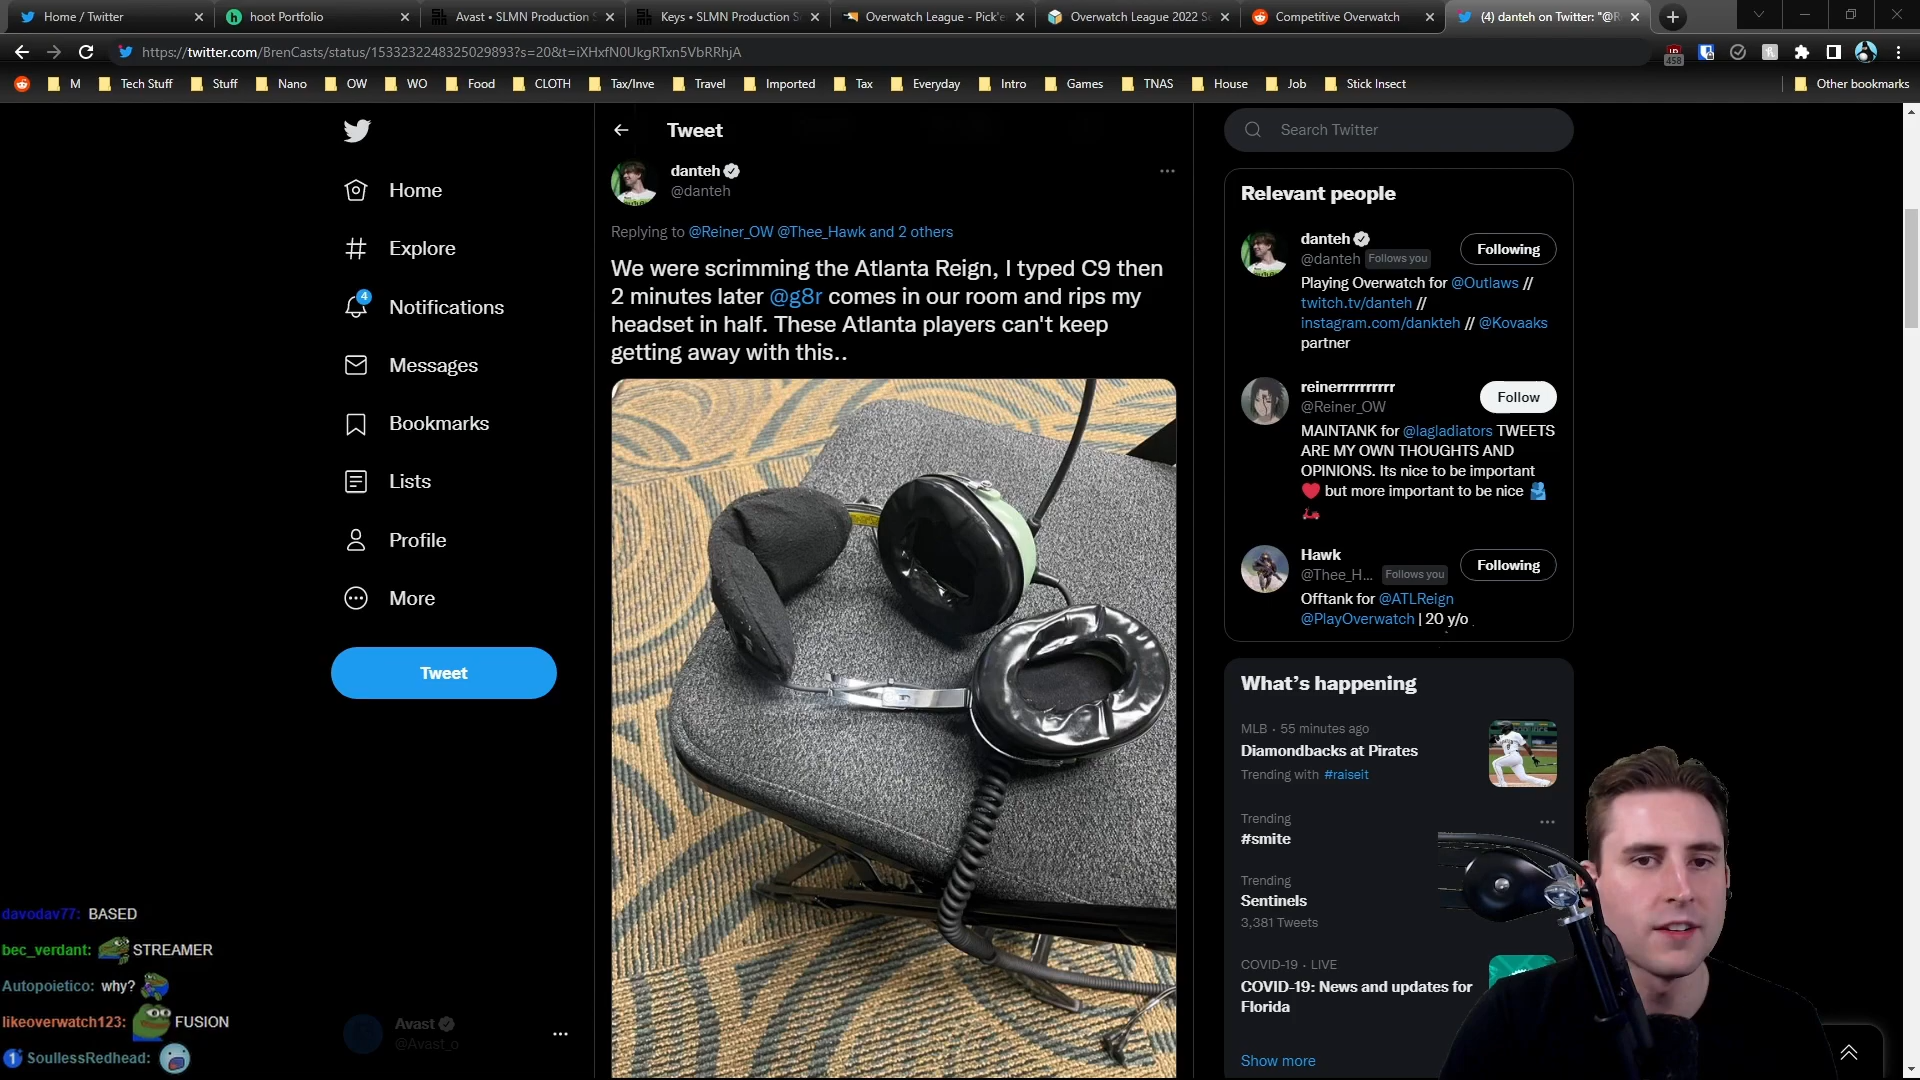 Home / Twitter
hoot Portfolio
Avast • SLMN Production S
Keys • SLMN Production S
Overwatch League - Pick'e
Overwatch League 2022 S
Competitive Overwatch
(4) danteh on Twitter: "@R
https://twitter.com/BrenCasts/status/1533232248325029893?s=20&t=iXHxfN0UkgRTxn5VbRRhjA
458
M
Tech Stuff
Stuff
Nano
OW
WO
Food
CLOTH
Tax/Inve
Travel
Imported
Tax
Everyday
Intro
Games
TNAS
House
Job
Stick Insect
Other bookmarks
Home
Explore
4
Notifications
Messages
Bookmarks
Lists
Profile
More
Tweet
Avast
@Avast_o
Tweet
danteh
@danteh
Replying to @Reiner_OW @Thee_Hawk and 2 others
We were scrimming the Atlanta Reign, I typed C9 then
2 minutes later @g8r comes in our room and rips my
headset in half. These Atlanta players can't keep
getting away with this..
Search Twitter
Relevant people
danteh
@danteh Follows you
Following
Playing Overwatch for @Outlaws //
twitch.tv/danteh //
instagram.com/dankteh // @Kovaaks
partner
reinerrrrrrrrrr
@Reiner_OW
Follow
MAINTANK for @lagladiators TWEETS
ARE MY OWN THOUGHTS AND
OPINIONS. Its nice to be important
❤️ but more important to be nice 🫂
🛵
Hawk
@Thee_H... Follows you
Following
Offtank for @ATLReign
@PlayOverwatch | 20 y/o
What's happening
MLB · 55 minutes ago
Diamondbacks at Pirates
Trending with #raiseit
Trending
#smite
Trending
Sentinels
3,381 Tweets
COVID-19 · LIVE
COVID-19: News and updates for
Florida
Show more
davodav77: BASED
bec_verdant: STREAMER
Autopoietico: why?
likeoverwatch123: FUSION
1 SoullessRedhead: